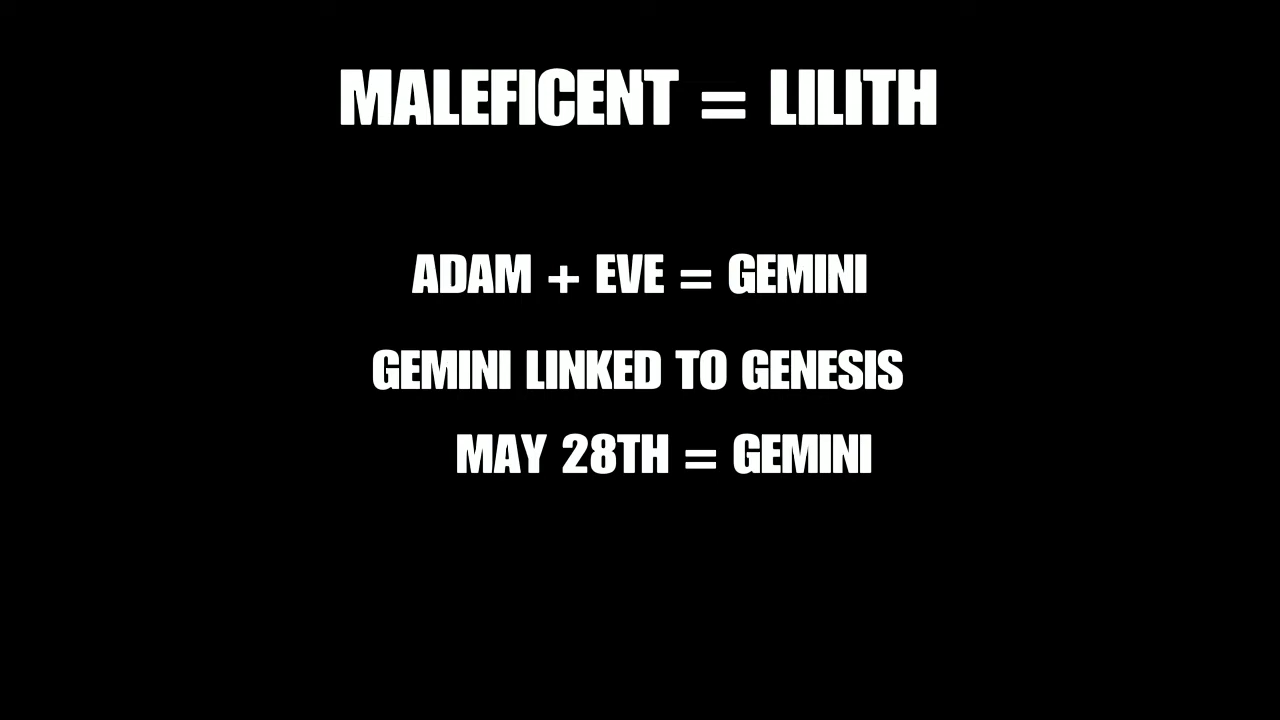 MALEFICENT = LILITH
ADAM + EVE = GEMINI
GEMINI LINKED TO GENESIS
MAY 28TH = GEMINI